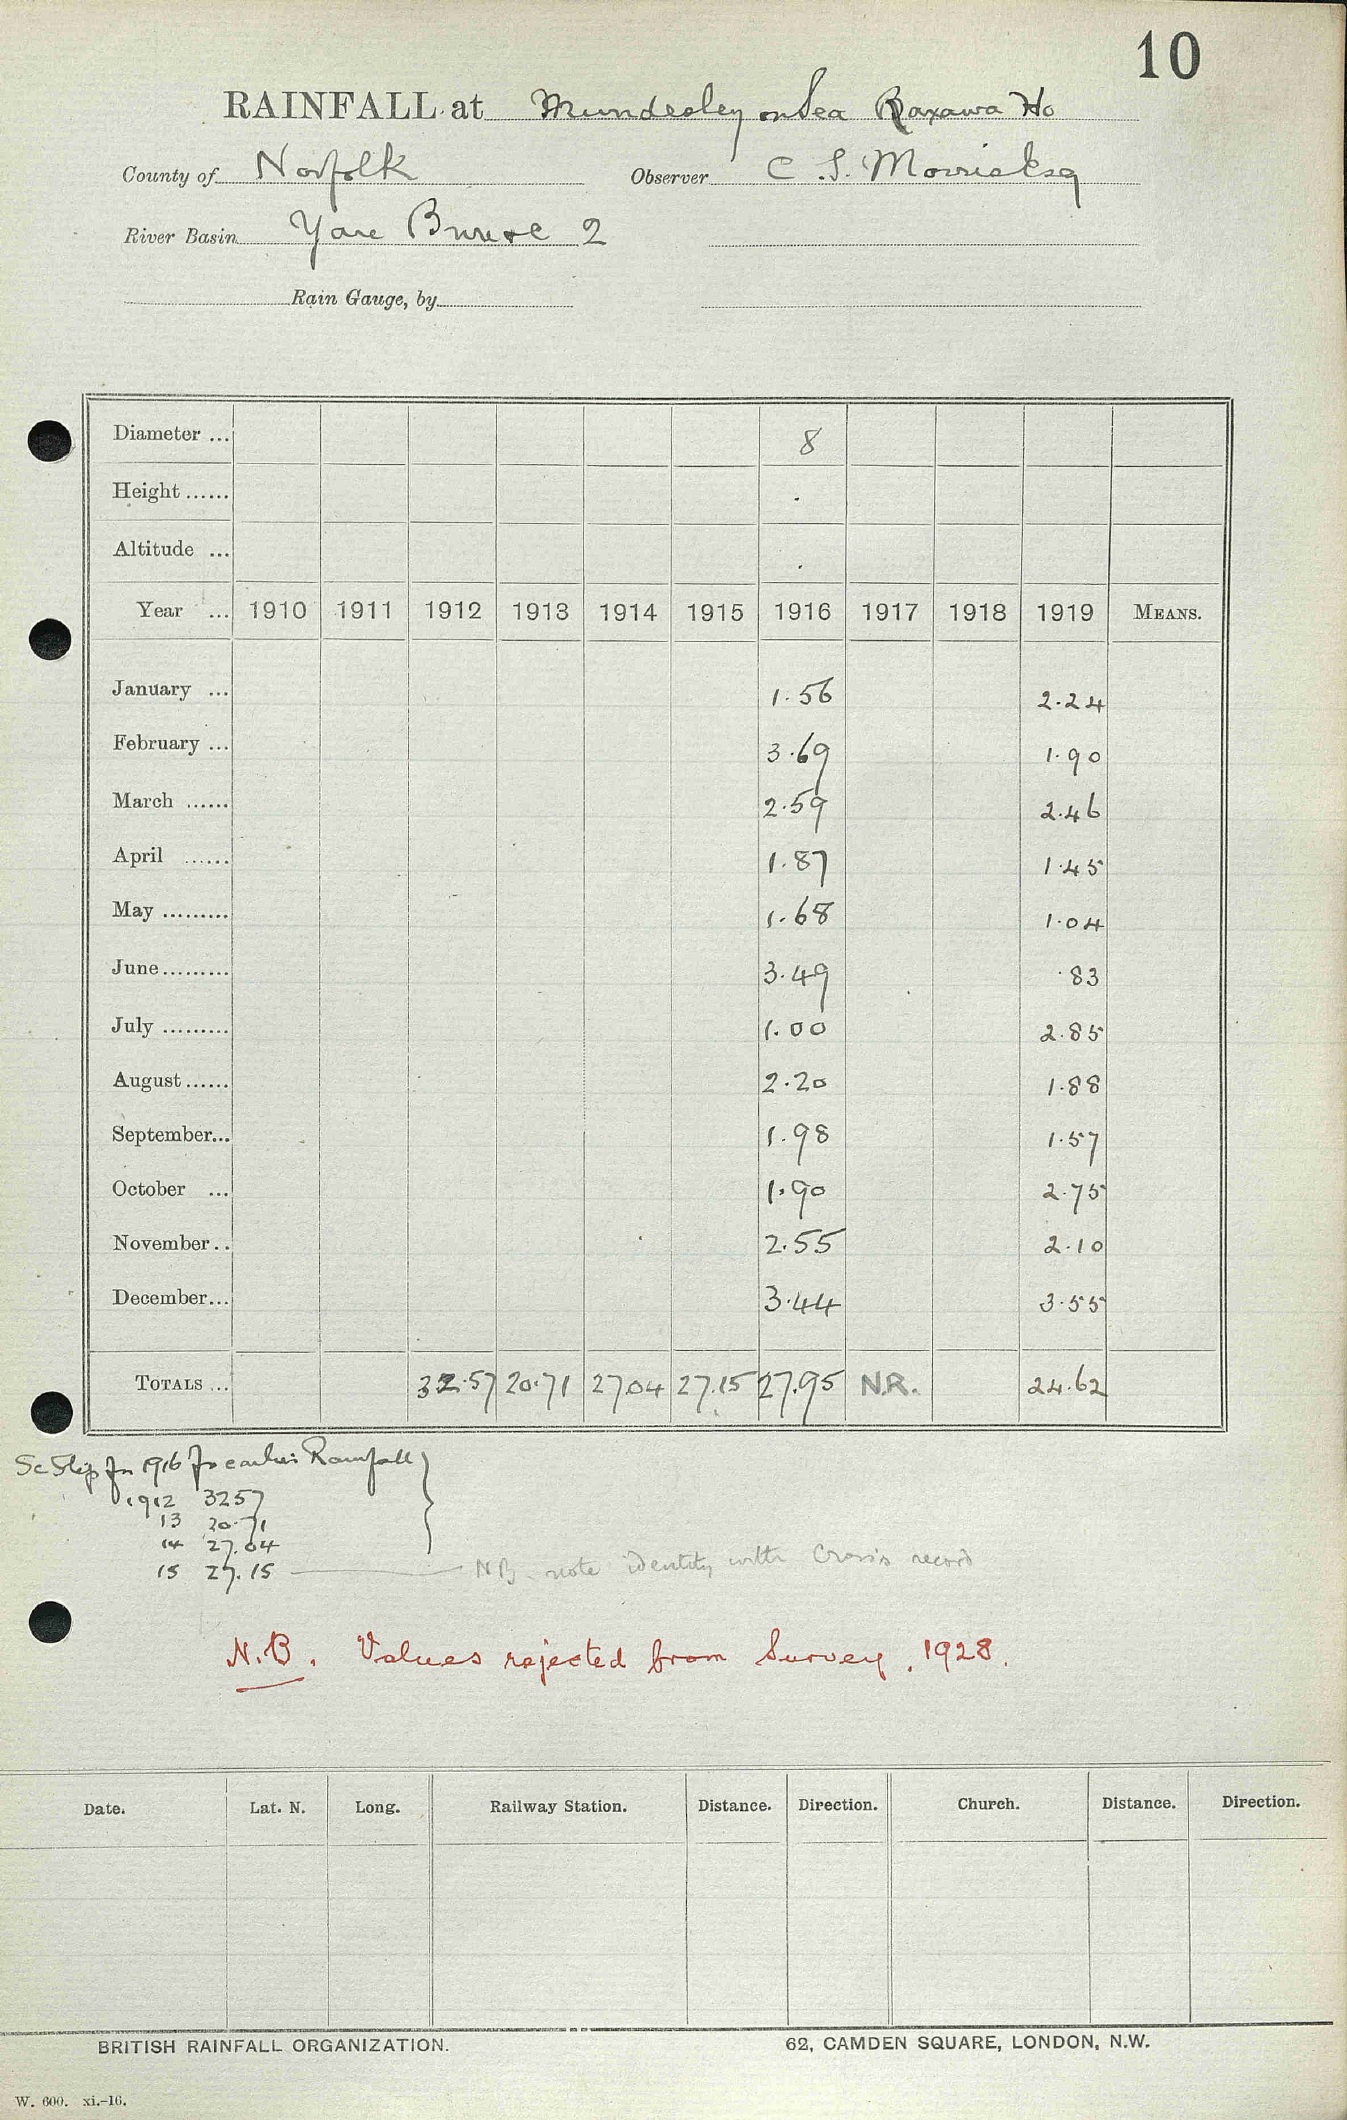 10
RAINFALL at Mundesley on Sea Raxawa Ho
County of Norfolk Observer C. S. Morris Esq
River Basin Yare Bure &c 2
Rain Gauge, by
Diameter ... 8
Height ...... .
Altitude ... .
Year ... 1910 1911 1912 1913 1914 1915 1916 1917 1918 1919 MEANS.
January ... 1.56 2.24
February ... 3.69 1.90
March ...... 2.59 2.46
April ...... 1.87 1.45
May ......... 1.68 1.04
June......... 3.49 .83
July ......... 1.00 2.85
August ...... 2.20 1.88
September... 1.98 1.57
October ... 1.90 2.75
November.. 2.55 2.10
December... 3.44 3.55
TOTALS ... 32.57 20.71 27.04 27.15 27.95 N.R. 24.62
Se Slip for 1916 for earlier Rainfall
1912 3257
13 20.71
14 27.04
15 27.15 NB note identity with Cross's record
N.B. Values rejected from Survey, 1928.
Date. Lat. N. Long. Railway Station. Distance. Direction. Church. Distance. Direction.
BRITISH RAINFALL ORGANIZATION. 62, CAMDEN SQUARE, LONDON, N.W.
W. 600. xi.-16.